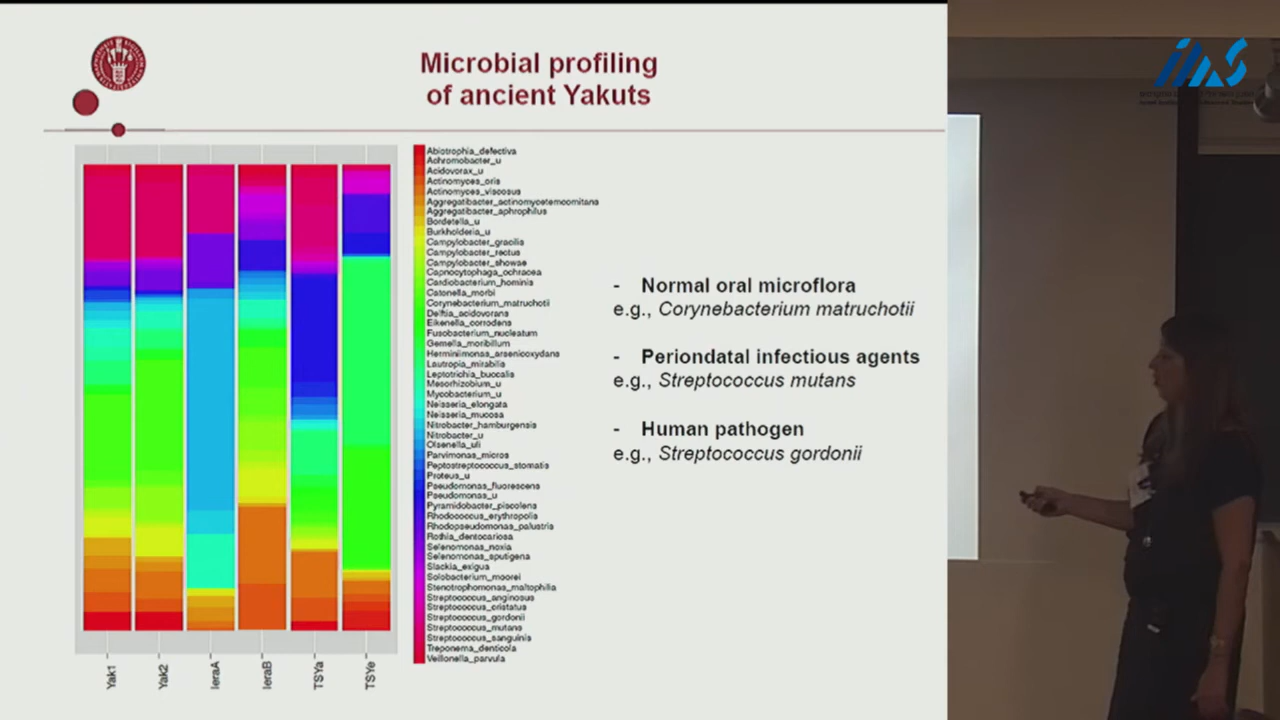 Microbial profiling
of ancient Yakuts
Abiotrophia_defectiva
Achromobacter_u
Acidovorax_u
Actinomyces_oris
Actinomyces_viscosus
Aggregatibacter_actinomycetemcomitans
Aggregatibacter_aphrophilus
Bordetella_u
Burkholderia_u
Campylobacter_gracilis
Campylobacter_rectus
Campylobacter_showae
Capnocytophaga_ochracea
Cardiobacterium_hominis
Catonella_morbi
Corynebacterium_matruchotii
Delftia_acidovorans
Eikenella_corrodens
Fusobacterium_nucleatum
Gemella_morbillum
Herminiimonas_arsenicoxydans
Lautropia_mirabilis
Leptotrichia_buccalis
Mesorhizobium_u
Mycobacterium_u
Neisseria_elongata
Neisseria_mucosa
Nitrobacter_hamburgensis
Nitrobacter_u
Olsenella_uli
Parvimonas_micros
Peptostreptococcus_stomatis
Proteus_u
Pseudomonas_fluorescens
Pseudomonas_u
Pyramidobacter_piscolens
Rhodococcus_erythropolis
Rhodopseudomonas_palustris
Rothia_dentocariosa
Selenomonas_noxia
Selenomonas_sputigena
Slackia_exigua
Solobacterium_moorei
Stenotrophomonas_maltophilia
Streptococcus_anginosus
Streptococcus_cristatus
Streptococcus_gordonii
Streptococcus_mutans
Streptococcus_sanguinis
Treponema_denticola
Veillonella_parvula
Yak1 Yak2 IeraA IeraB TSYa TSYe
- Normal oral microflora
e.g., Corynebacterium matruchotii
- Periondatal infectious agents
e.g., Streptococcus mutans
- Human pathogen
e.g., Streptococcus gordonii
iias